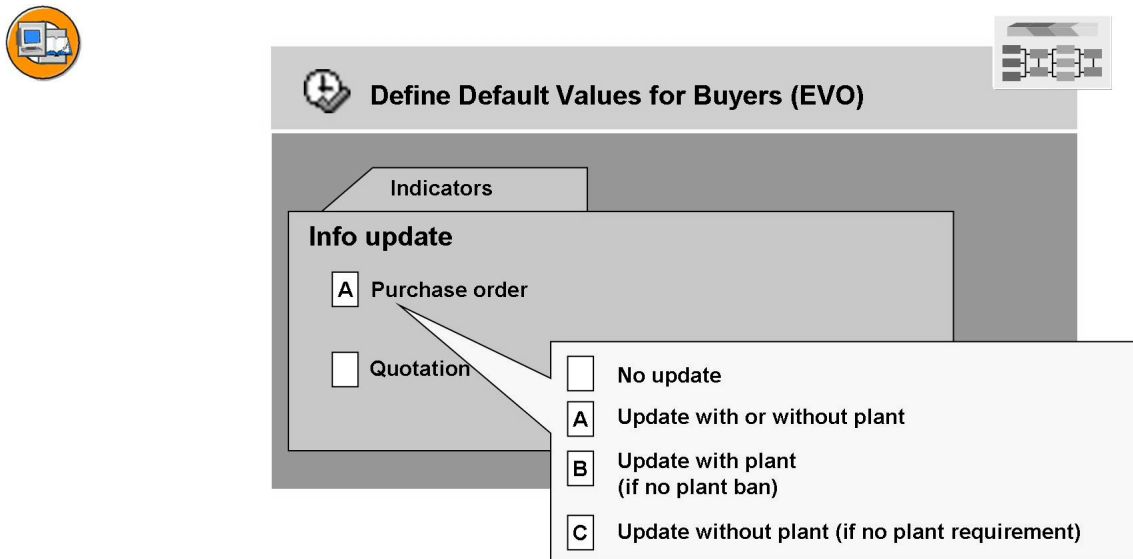 Define Default Values for Buyers (EVO)
Indicators
Info update
A Purchase order
Quotation
No update
A Update with or without plant
B Update with plant
(if no plant ban)
C Update without plant (if no plant requirement)